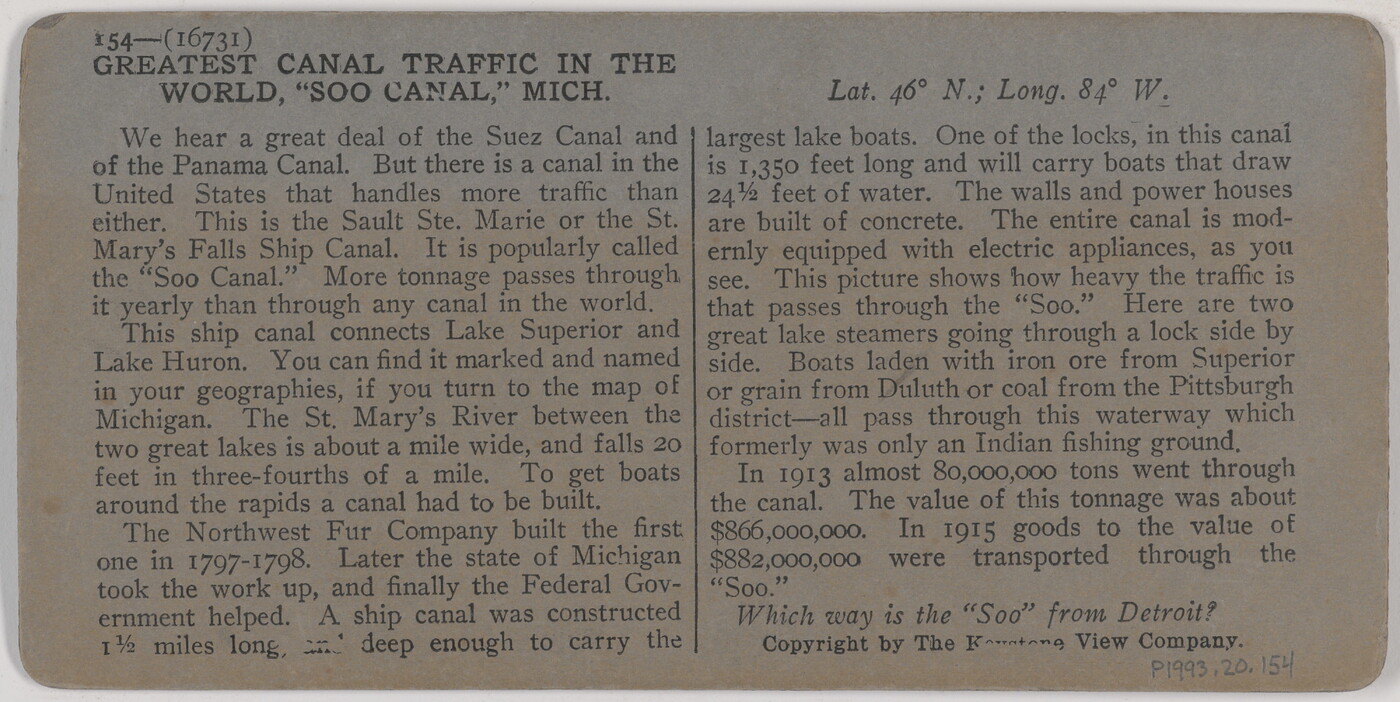 154—(16731)
GREATEST CANAL TRAFFIC IN THE
WORLD, “SOO CANAL,” MICH.
Lat. 46° N.; Long. 84° W.
We hear a great deal of the Suez Canal and
of the Panama Canal. But there is a canal in the
United States that handles more traffic than
either. This is the Sault Ste. Marie or the St.
Mary’s Falls Ship Canal. It is popularly called
the “Soo Canal.” More tonnage passes through
it yearly than through any canal in the world.
This ship canal connects Lake Superior and
Lake Huron. You can find it marked and named
in your geographies, if you turn to the map of
Michigan. The St. Mary’s River between the
two great lakes is about a mile wide, and falls 20
feet in three-fourths of a mile. To get boats
around the rapids a canal had to be built.
The Northwest Fur Company built the first
one in 1797-1798. Later the state of Michigan
took the work up, and finally the Federal Gov-
ernment helped. A ship canal was constructed
1½ miles long, deep enough to carry the
largest lake boats. One of the locks, in this canal
is 1,350 feet long and will carry boats that draw
24½ feet of water. The walls and power houses
are built of concrete. The entire canal is mod-
ernly equipped with electric appliances, as you
see. This picture shows how heavy the traffic is
that passes through the “Soo.” Here are two
great lake steamers going through a lock side by
side. Boats laden with iron ore from Superior
or grain from Duluth or coal from the Pittsburgh
district—all pass through this waterway which
formerly was only an Indian fishing ground.
In 1913 almost 80,000,000 tons went through
the canal. The value of this tonnage was about
$866,000,000. In 1915 goods to the value of
$882,000,000 were transported through the
“Soo.”
Which way is the “Soo” from Detroit?
Copyright by The View Company.
P1993.20.154